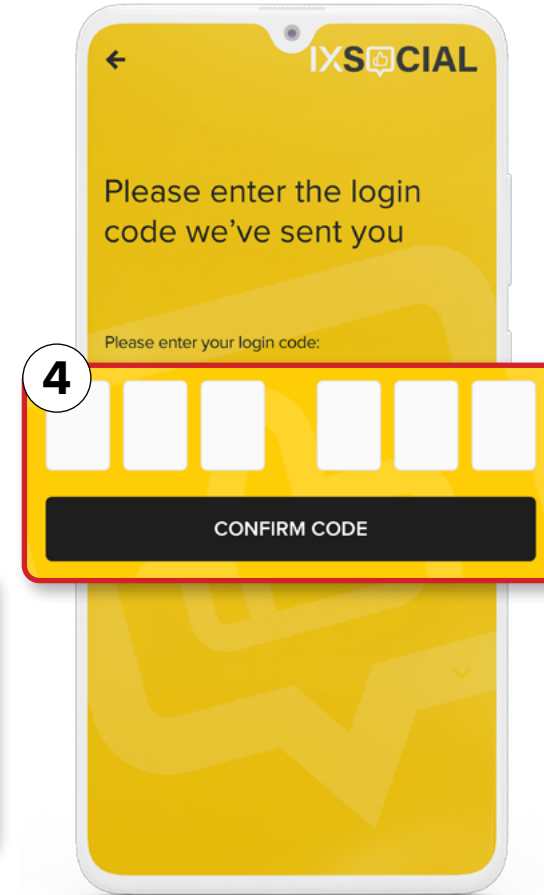 IXSOCIAL
Please enter the login
code we’ve sent you
Please enter your login code:
4
CONFIRM CODE